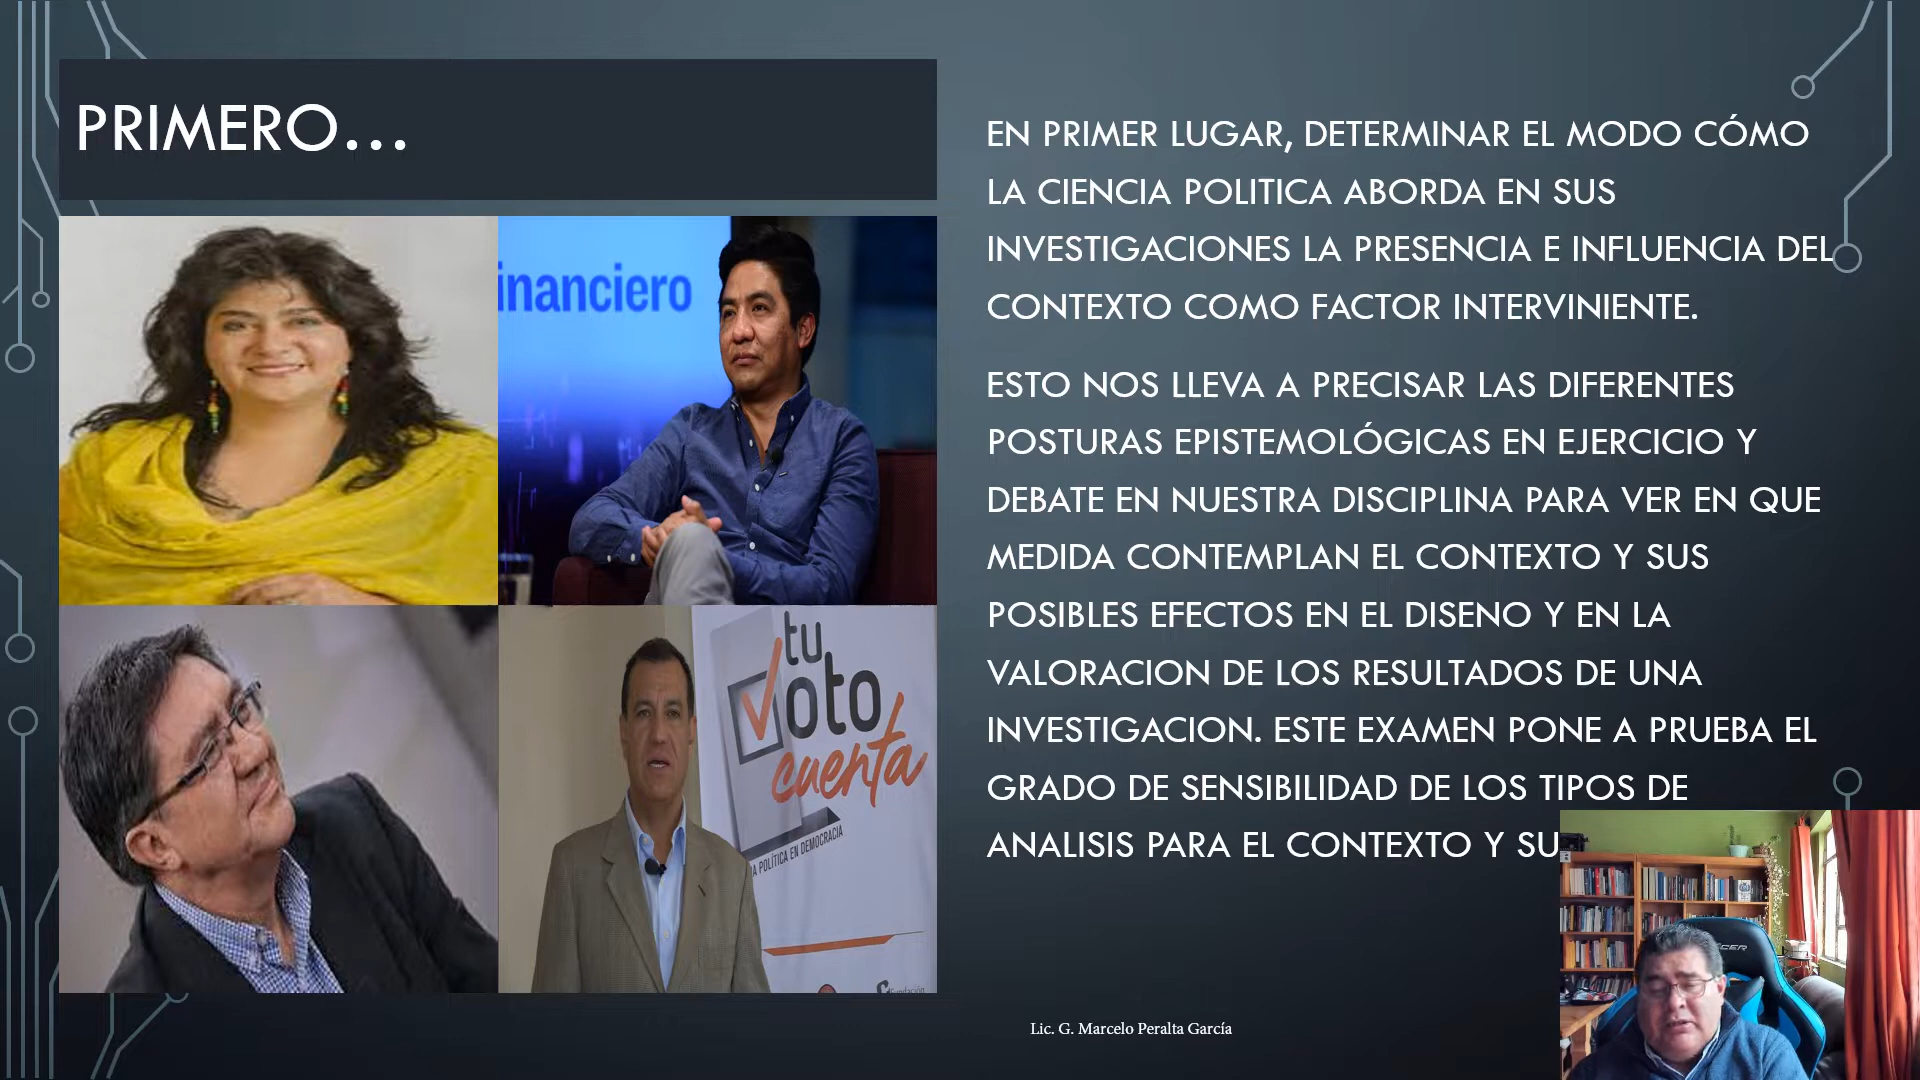 PRIMERO...
EN PRIMER LUGAR, DETERMINAR EL MODO CÓMO
LA CIENCIA POLITICA ABORDA EN SUS
INVESTIGACIONES LA PRESENCIA E INFLUENCIA DEL
CONTEXTO COMO FACTOR INTERVINIENTE.
ESTO NOS LLEVA A PRECISAR LAS DIFERENTES
POSTURAS EPISTEMOLÓGICAS EN EJERCICIO Y
DEBATE EN NUESTRA DISCIPLINA PARA VER EN QUE
MEDIDA CONTEMPLAN EL CONTEXTO Y SUS
POSIBLES EFECTOS EN EL DISENO Y EN LA
VALORACION DE LOS RESULTADOS DE UNA
INVESTIGACION. ESTE EXAMEN PONE A PRUEBA EL
GRADO DE SENSIBILIDAD DE LOS TIPOS DE
ANALISIS PARA EL CONTEXTO Y SU
inanciero
tu
voto
cuenta
POLÍTICA EN DEMOCRACIA
Lic. G. Marcelo Peralta García